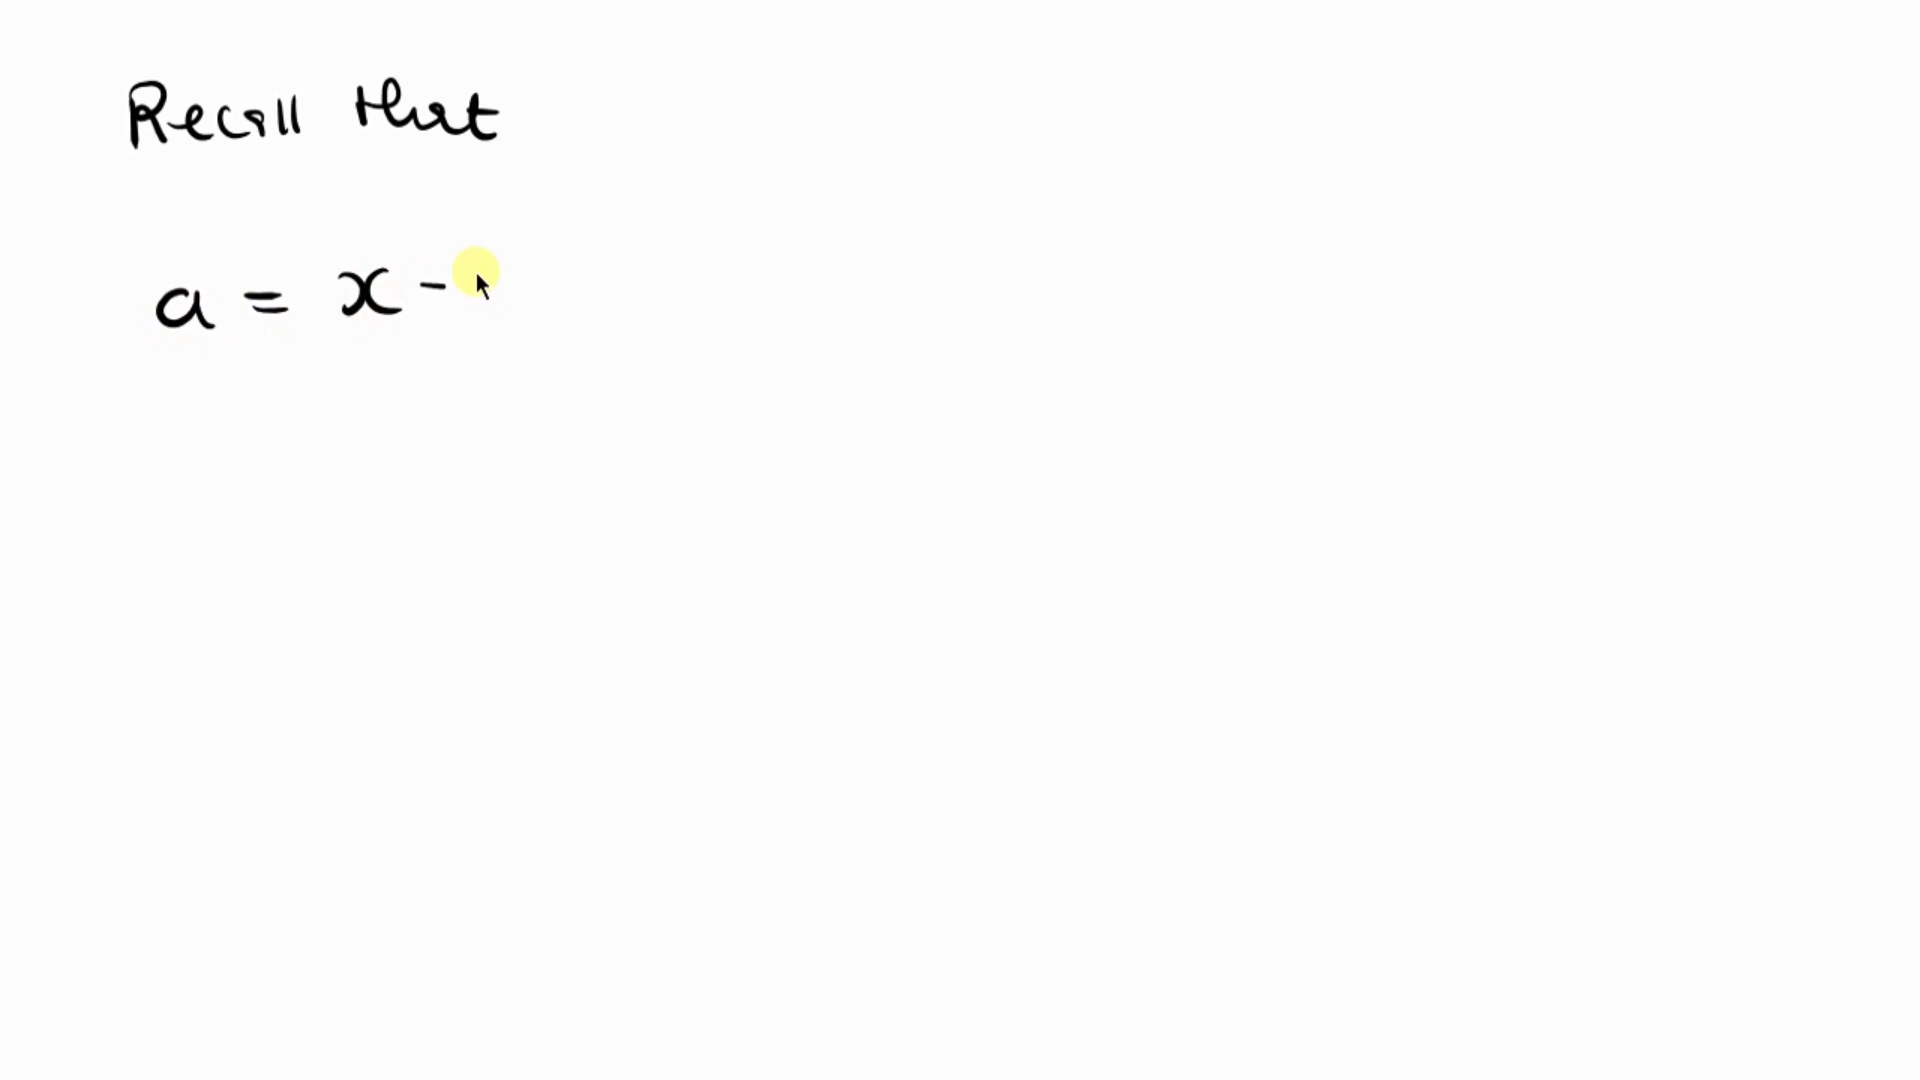 Recall that
a = x -